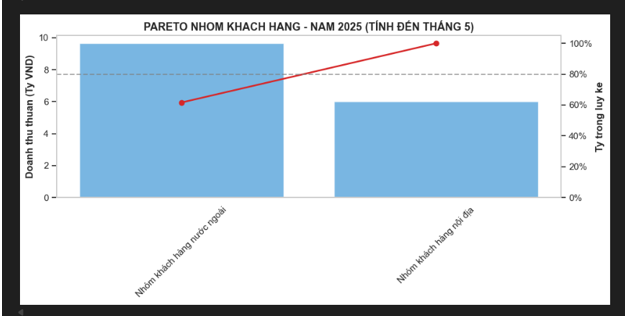 PARETO NHOM KHACH HANG - NAM 2025 (TÍNH ĐẾN THÁNG 5)
Doanh thu thuan (Ty VND)
10
8
6
4
2
0
100%
80%
60%
40%
20%
0%
Ty trong luy ke
Nhóm khách hàng nước ngoài
Nhóm khách hàng nội địa